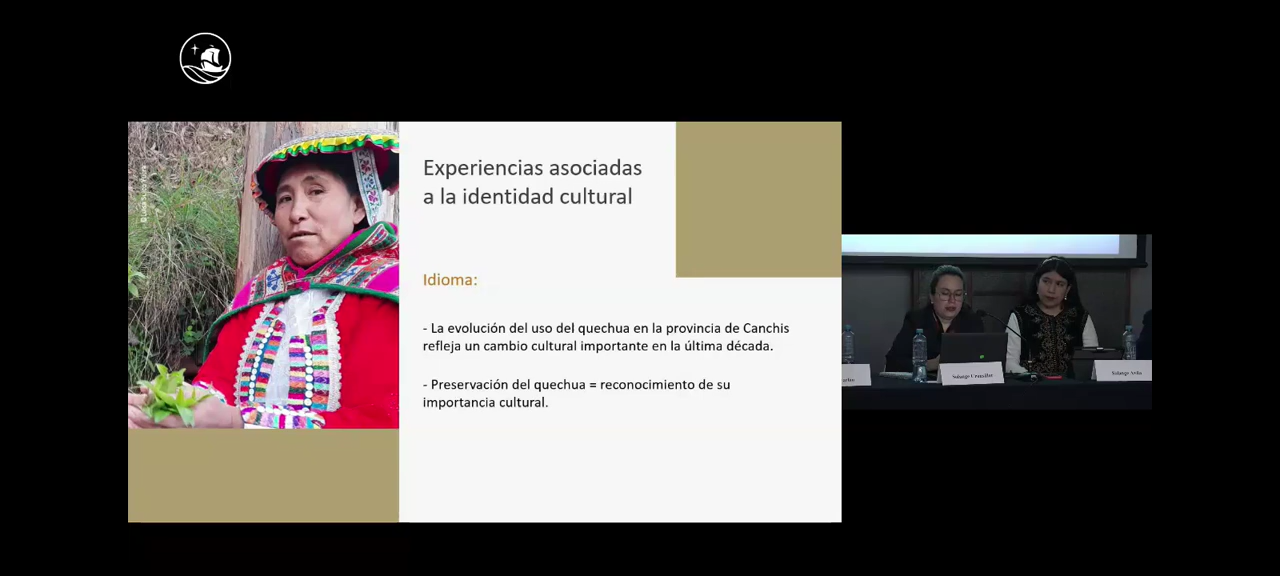 Experiencias asociadas
a la identidad cultural
Idioma:
- La evolución del uso del quechua en la provincia de Canchis
refleja un cambio cultural importante en la última década.
- Preservación del quechua = reconocimiento de su
importancia cultural.
Solange